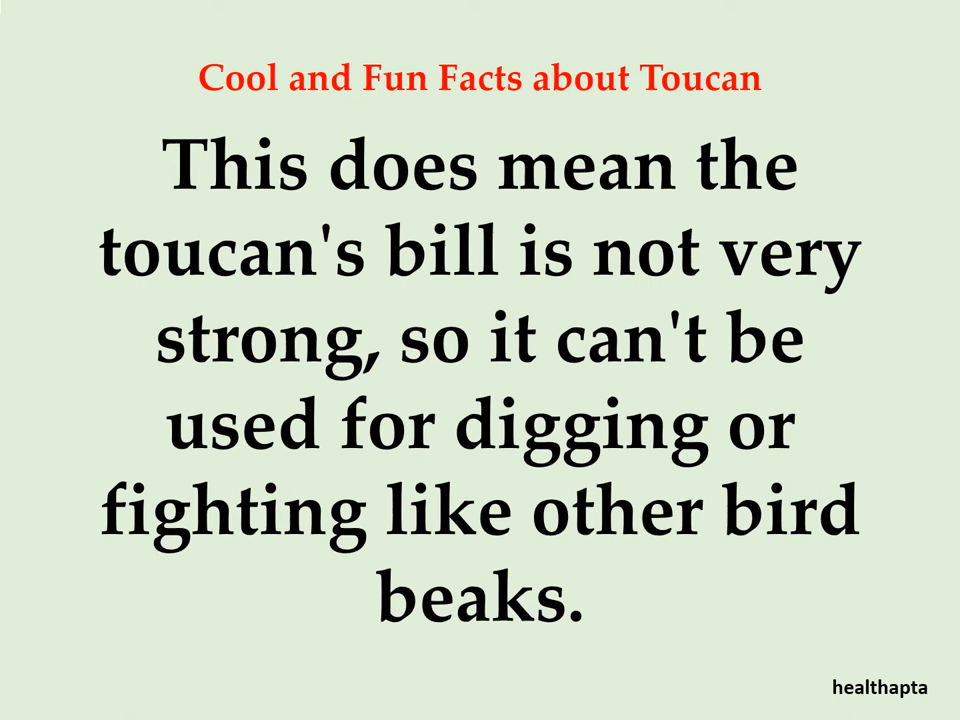 Cool and Fun Facts about Toucan
This does mean the
toucan's bill is not very
strong, so it can't be
used for digging or
fighting like other bird
beaks.
healthapta